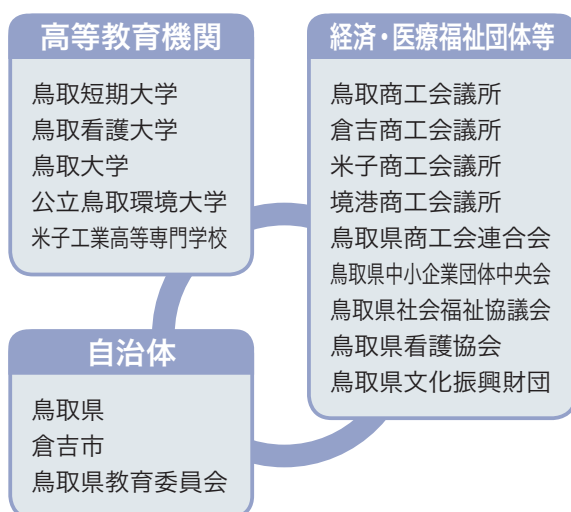 高等教育機関
鳥取短期大学
鳥取看護大学
鳥取大学
公立鳥取環境大学
米子工業高等専門学校
経済・医療福祉団体等
鳥取商工会議所
倉吉商工会議所
米子商工会議所
境港商工会議所
鳥取県商工会連合会
鳥取県中小企業団体中央会
鳥取県社会福祉協議会
鳥取県看護協会
鳥取県文化振興財団
自治体
鳥取県
倉吉市
鳥取県教育委員会